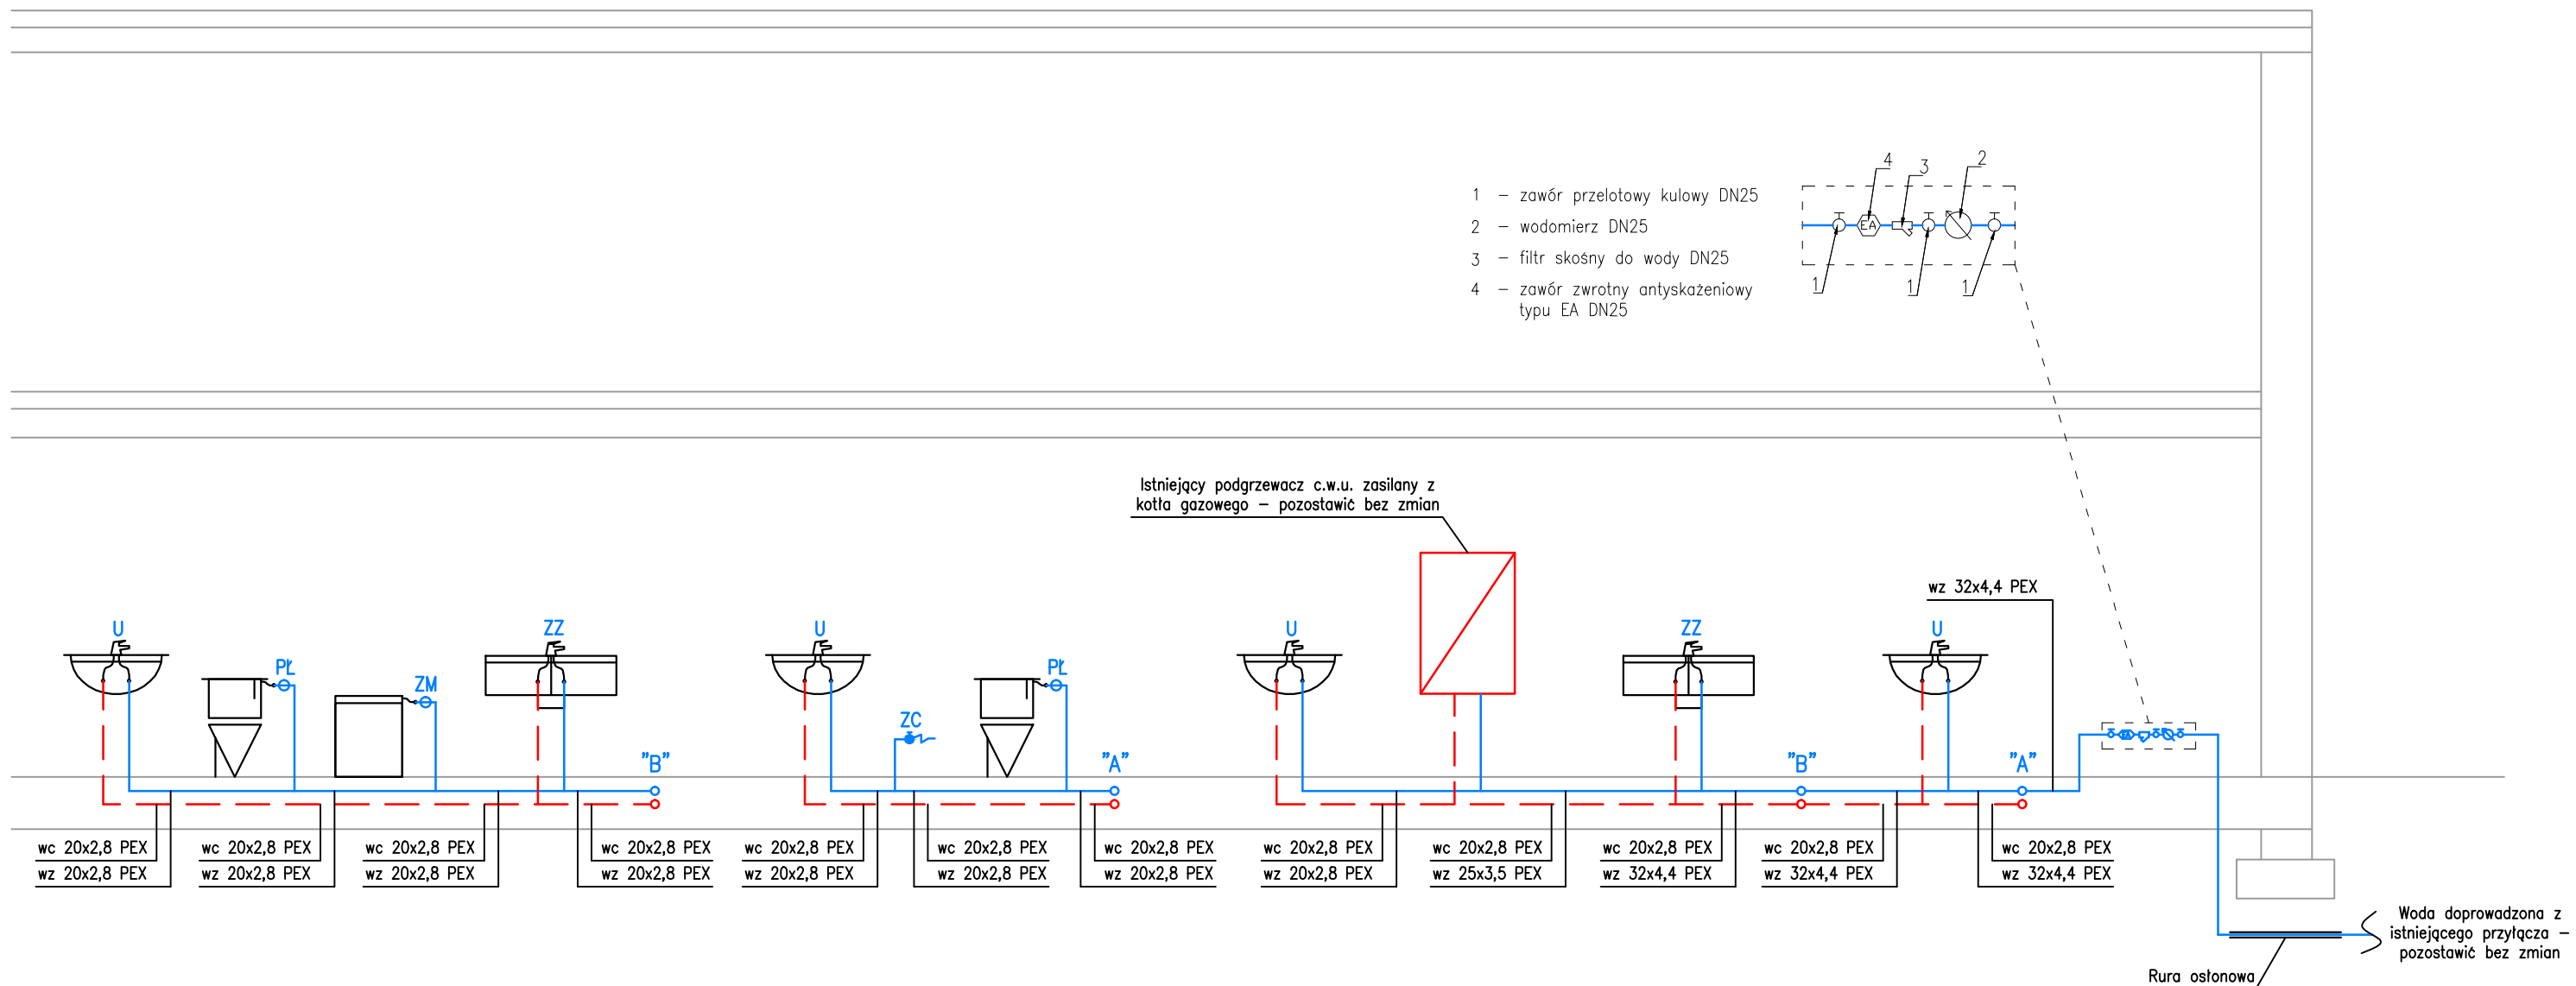 1 – zawór przelotowy kulowy DN25
2 – wodomierz DN25
3 – filtr skośny do wody DN25
4 – zawór zwrotny antyskażeniowy
typu EA DN25
4
3
2
EA
1
1
1
Istniejący podgrzewacz c.w.u. zasilany z
kotła gazowego – pozostawić bez zmian
wz 32x4,4 PEX
U
PŁ
ZM
ZZ
"B"
U
ZC
PŁ
"A"
U
ZZ
"B"
U
"A"
EA
wc 20x2,8 PEX
wz 20x2,8 PEX
wc 20x2,8 PEX
wz 20x2,8 PEX
wc 20x2,8 PEX
wz 20x2,8 PEX
wc 20x2,8 PEX
wz 20x2,8 PEX
wc 20x2,8 PEX
wz 20x2,8 PEX
wc 20x2,8 PEX
wz 20x2,8 PEX
wc 20x2,8 PEX
wz 20x2,8 PEX
wc 20x2,8 PEX
wz 20x2,8 PEX
wc 20x2,8 PEX
wz 25x3,5 PEX
wc 20x2,8 PEX
wz 32x4,4 PEX
wc 20x2,8 PEX
wz 32x4,4 PEX
wc 20x2,8 PEX
wz 32x4,4 PEX
Woda doprowadzona z
istniejącego przyłącza –
pozostawić bez zmian
Rura osłonowa